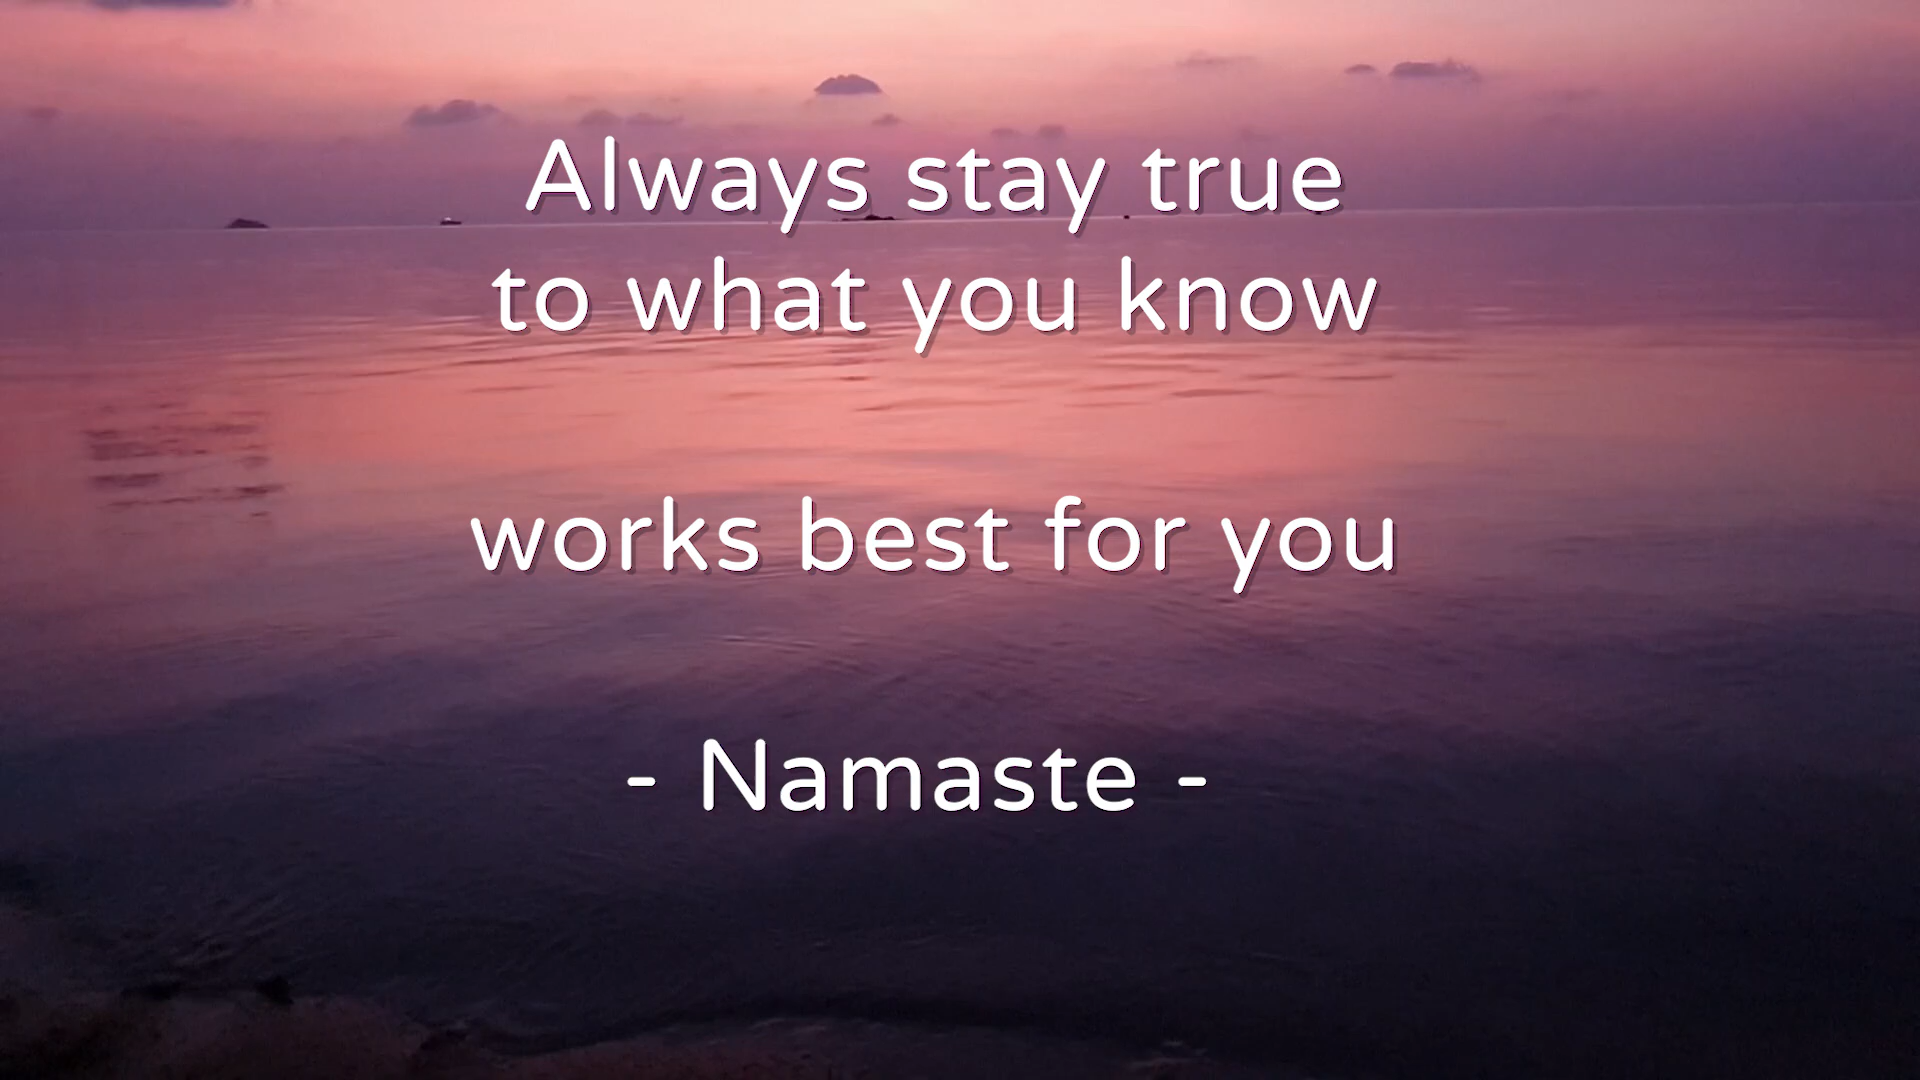 Always stay true
to what you know
works best for you
- Namaste -